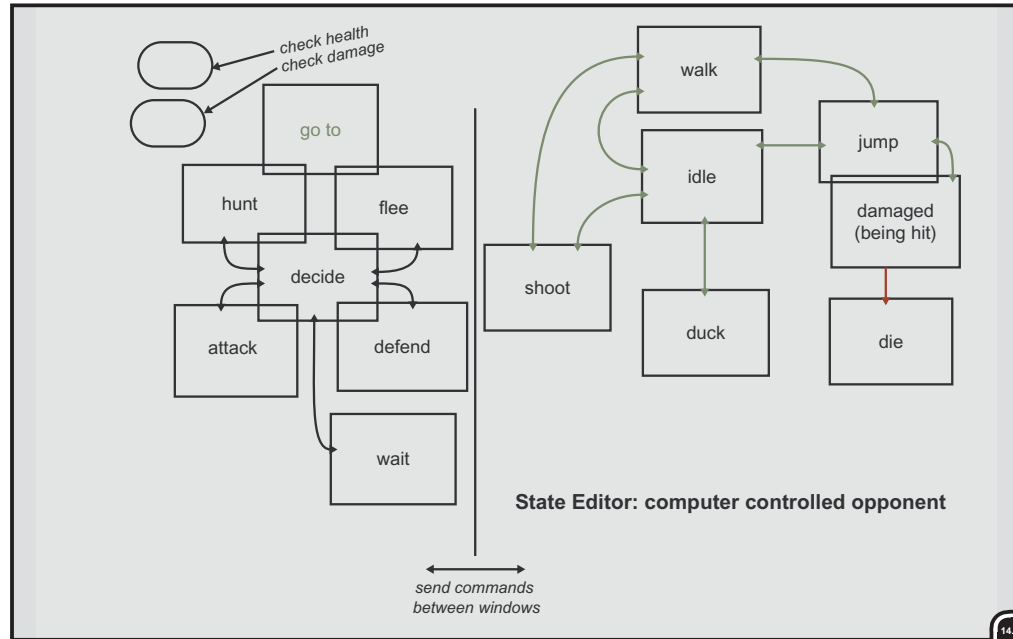 check health
check damage
go to
hunt
flee
decide
attack
defend
wait
walk
jump
idle
damaged
(being hit)
shoot
duck
die
State Editor: computer controlled opponent
send commands
between windows